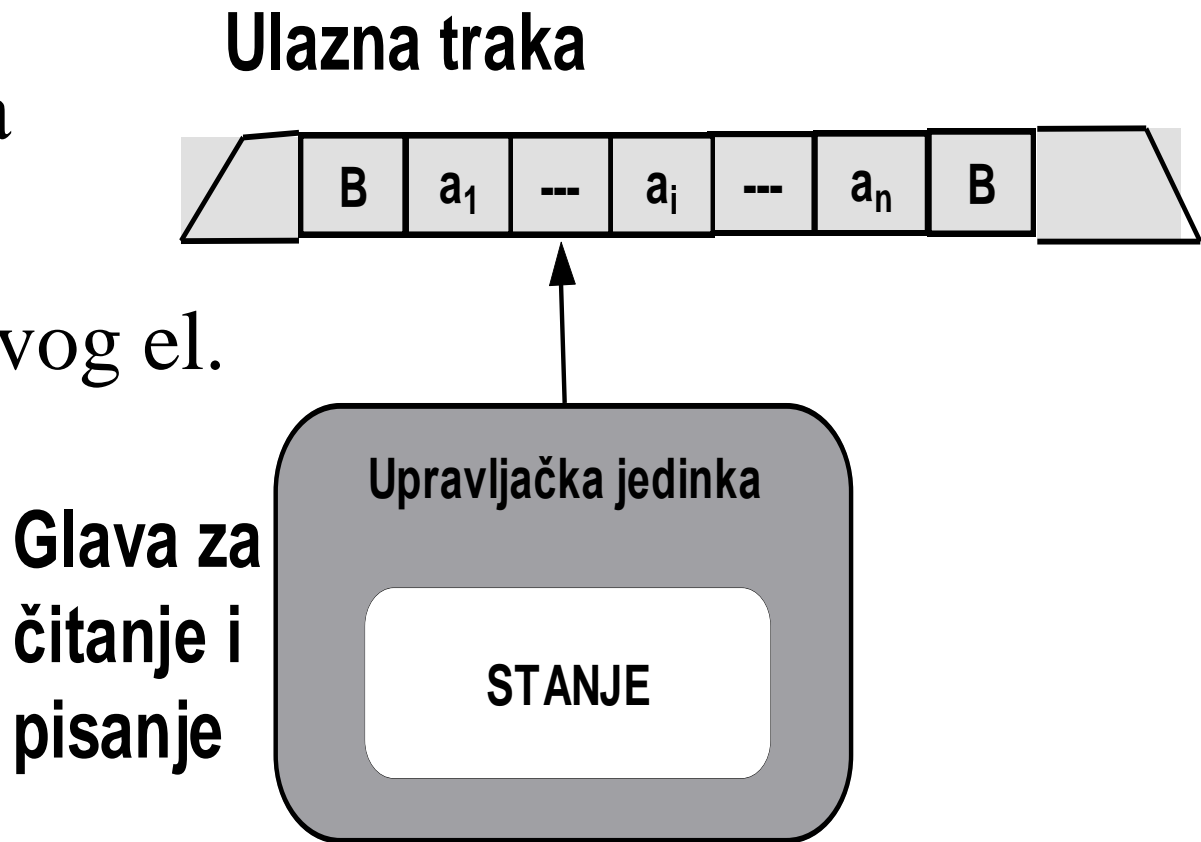 Ulazna traka
a
B a₁ --- aᵢ --- aₙ B
vog el.
Upravljačka jedinka
Glava za
čitanje i
pisanje
STANJE